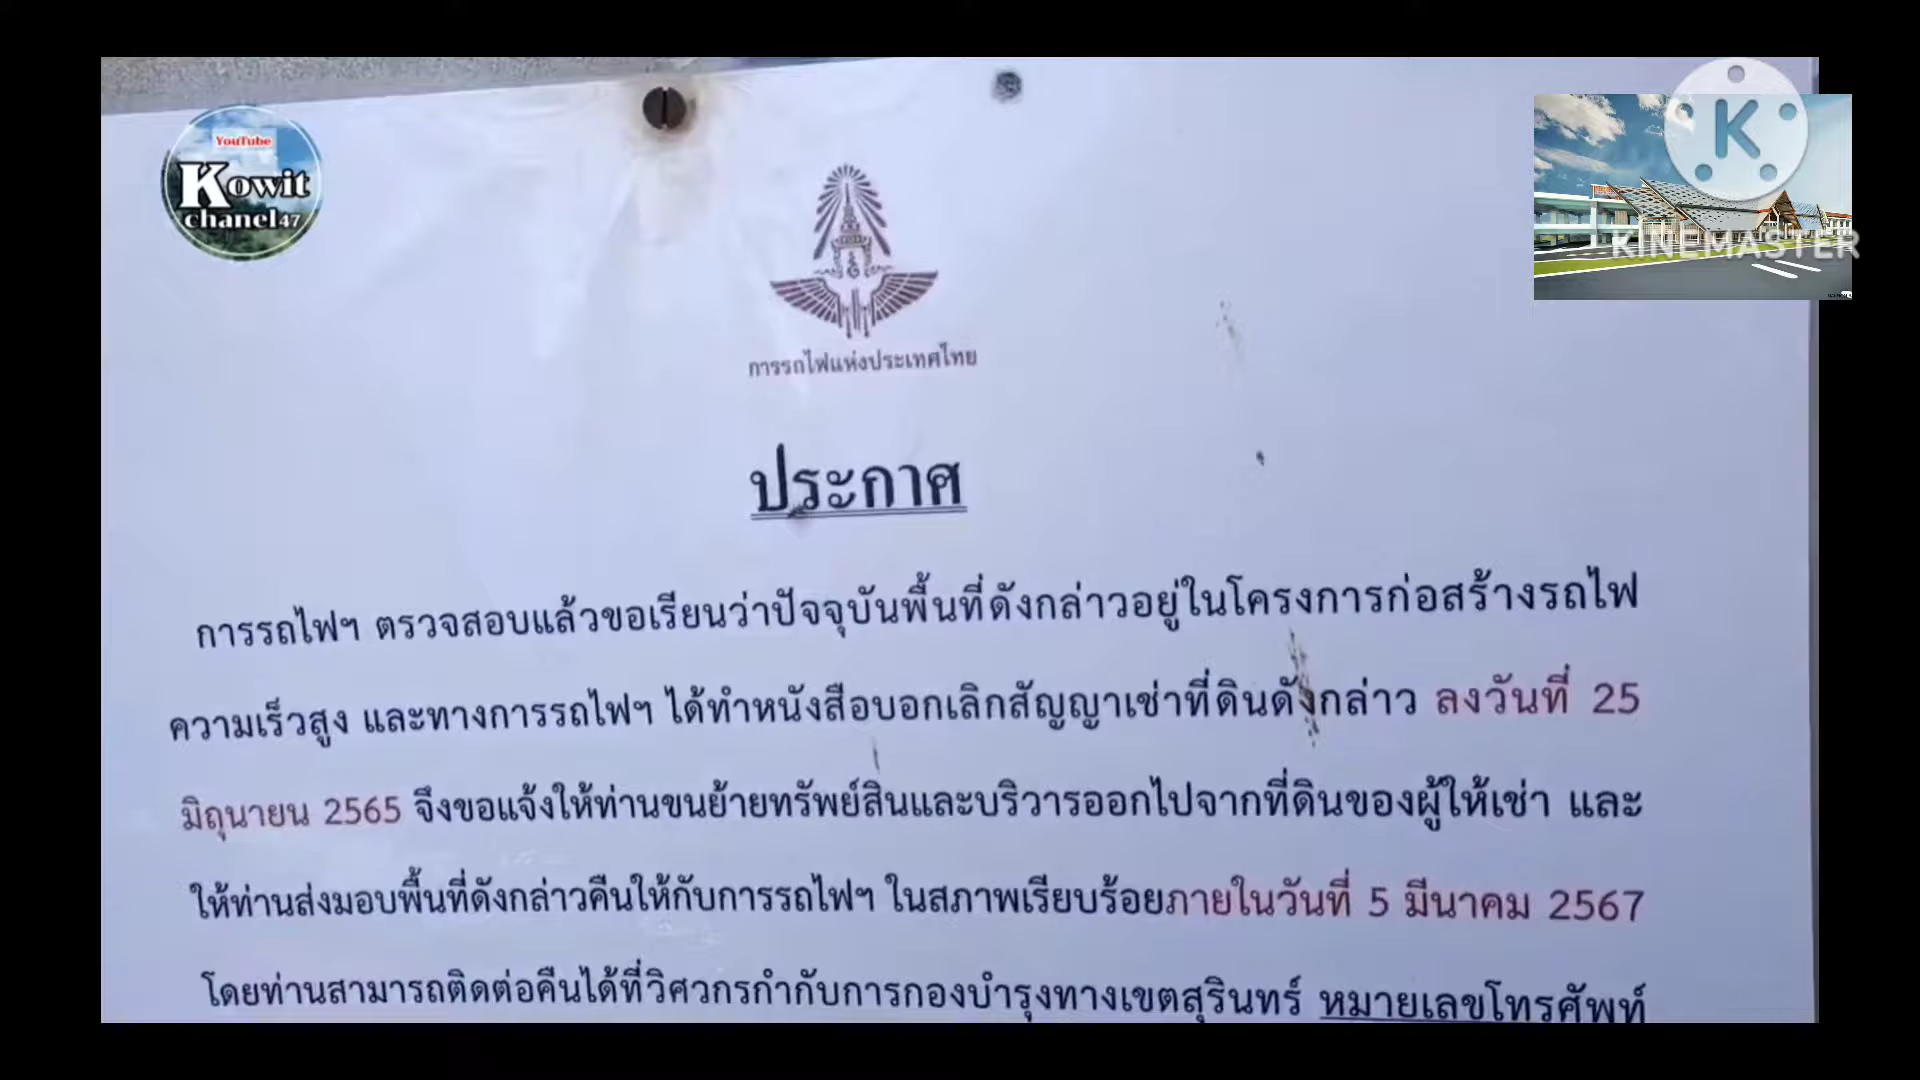 YouTube
Kowit
chanel47
KINEMASTER
การรถไฟแห่งประเทศไทย
ประกาศ
การรถไฟฯ ตรวจสอบแล้วขอเรียนว่าปัจจุบันพื้นที่ดังกล่าวอยู่ในโครงการก่อสร้างรถไฟ
ความเร็วสูง และทางการรถไฟฯ ได้ทำหนังสือบอกเลิกสัญญาเช่าที่ดินดังกล่าว ลงวันที่ 25
มิถุนายน 2565 จึงขอแจ้งให้ท่านขนย้ายทรัพย์สินและบริวารออกไปจากที่ดินของผู้ให้เช่า และ
ให้ท่านส่งมอบพื้นที่ดังกล่าวคืนให้กับการรถไฟฯ ในสภาพเรียบร้อยภายในวันที่ 5 มีนาคม 2567
โดยท่านสามารถติดต่อคืนได้ที่วิศวกรกำกับการกองบำรุงทางเขตสุรินทร์ หมายเลขโทรศัพท์